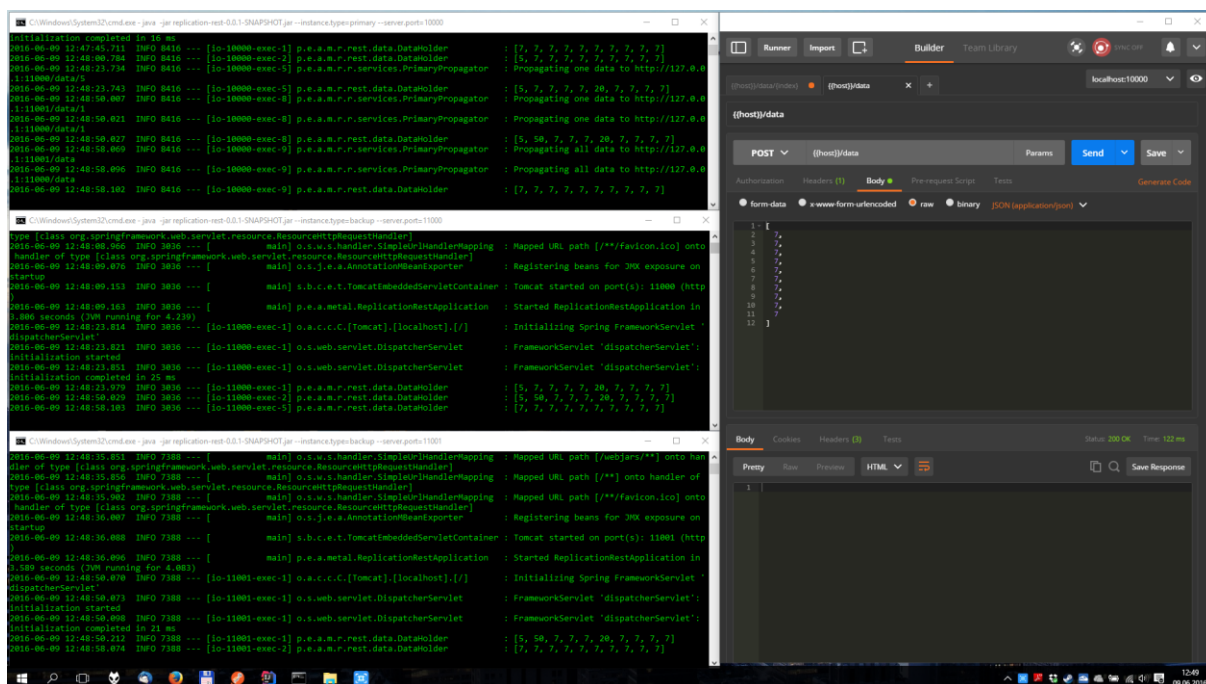 C:\Windows\System32\cmd.exe - java -jar replication-rest-0.0.1-SNAPSHOT.jar --instance.type=primary --server.port=10000
initialization completed in 16 ms
2016-06-09 12:47:45.711 INFO 8416 --- [io-10000-exec-1] p.e.a.m.r.rest.data.DataHolder : [7, 7, 7, 7, 7, 7, 7, 7, 7, 7]
2016-06-09 12:48:00.784 INFO 8416 --- [io-10000-exec-2] p.e.a.m.r.rest.data.DataHolder : [5, 7, 7, 7, 7, 7, 7, 7, 7, 7]
2016-06-09 12:48:23.734 INFO 8416 --- [io-10000-exec-5] p.e.a.m.r.r.services.PrimaryPropagator : Propagating one data to http://127.0.0
.1:11000/data/5
2016-06-09 12:48:23.743 INFO 8416 --- [io-10000-exec-5] p.e.a.m.r.rest.data.DataHolder : [5, 7, 7, 7, 7, 20, 7, 7, 7, 7]
2016-06-09 12:48:50.007 INFO 8416 --- [io-10000-exec-8] p.e.a.m.r.r.services.PrimaryPropagator : Propagating one data to http://127.0.0
.1:11001/data/1
2016-06-09 12:48:50.021 INFO 8416 --- [io-10000-exec-8] p.e.a.m.r.r.services.PrimaryPropagator : Propagating one data to http://127.0.0
.1:11000/data/1
2016-06-09 12:48:50.027 INFO 8416 --- [io-10000-exec-8] p.e.a.m.r.rest.data.DataHolder : [5, 50, 7, 7, 7, 20, 7, 7, 7, 7]
2016-06-09 12:48:58.069 INFO 8416 --- [io-10000-exec-9] p.e.a.m.r.r.services.PrimaryPropagator : Propagating all data to http://127.0.0
.1:11001/data
2016-06-09 12:48:58.096 INFO 8416 --- [io-10000-exec-9] p.e.a.m.r.r.services.PrimaryPropagator : Propagating all data to http://127.0.0
.1:11000/data
2016-06-09 12:48:58.102 INFO 8416 --- [io-10000-exec-9] p.e.a.m.r.rest.data.DataHolder : [7, 7, 7, 7, 7, 7, 7, 7, 7, 7]
C:\Windows\System32\cmd.exe - java -jar replication-rest-0.0.1-SNAPSHOT.jar --instance.type=backup --server.port=11000
type [class org.springframework.web.servlet.resource.ResourceHttpRequestHandler]
2016-06-09 12:48:08.966 INFO 3036 --- [ main] o.s.w.s.handler.SimpleUrlHandlerMapping : Mapped URL path [/**/favicon.ico] onto
handler of type [class org.springframework.web.servlet.resource.ResourceHttpRequestHandler]
2016-06-09 12:48:09.076 INFO 3036 --- [ main] o.s.j.e.a.AnnotationMBeanExporter : Registering beans for JMX exposure on
startup
2016-06-09 12:48:09.153 INFO 3036 --- [ main] s.b.c.e.t.TomcatEmbeddedServletContainer : Tomcat started on port(s): 11000 (http
)
2016-06-09 12:48:09.163 INFO 3036 --- [ main] p.e.a.metal.ReplicationRestApplication : Started ReplicationRestApplication in
3.806 seconds (JVM running for 4.239)
2016-06-09 12:48:23.814 INFO 3036 --- [io-11000-exec-1] o.a.c.c.C.[Tomcat].[localhost].[/] : Initializing Spring FrameworkServlet '
dispatcherServlet'
2016-06-09 12:48:23.821 INFO 3036 --- [io-11000-exec-1] o.s.web.servlet.DispatcherServlet : FrameworkServlet 'dispatcherServlet':
initialization started
2016-06-09 12:48:23.851 INFO 3036 --- [io-11000-exec-1] o.s.web.servlet.DispatcherServlet : FrameworkServlet 'dispatcherServlet':
initialization completed in 25 ms
2016-06-09 12:48:23.979 INFO 3036 --- [io-11000-exec-1] p.e.a.m.r.rest.data.DataHolder : [5, 7, 7, 7, 7, 20, 7, 7, 7, 7]
2016-06-09 12:48:50.029 INFO 3036 --- [io-11000-exec-2] p.e.a.m.r.rest.data.DataHolder : [5, 50, 7, 7, 7, 20, 7, 7, 7, 7]
2016-06-09 12:48:58.103 INFO 3036 --- [io-11000-exec-5] p.e.a.m.r.rest.data.DataHolder : [7, 7, 7, 7, 7, 7, 7, 7, 7, 7]
C:\Windows\System32\cmd.exe - java -jar replication-rest-0.0.1-SNAPSHOT.jar --instance.type=backup --server.port=11001
2016-06-09 12:48:35.851 INFO 7388 --- [ main] o.s.w.s.handler.SimpleUrlHandlerMapping : Mapped URL path [/webjars/**] onto han
dler of type [class org.springframework.web.servlet.resource.ResourceHttpRequestHandler]
2016-06-09 12:48:35.856 INFO 7388 --- [ main] o.s.w.s.handler.SimpleUrlHandlerMapping : Mapped URL path [/**] onto handler of
type [class org.springframework.web.servlet.resource.ResourceHttpRequestHandler]
2016-06-09 12:48:35.902 INFO 7388 --- [ main] o.s.w.s.handler.SimpleUrlHandlerMapping : Mapped URL path [/**/favicon.ico] onto
handler of type [class org.springframework.web.servlet.resource.ResourceHttpRequestHandler]
2016-06-09 12:48:36.007 INFO 7388 --- [ main] o.s.j.e.a.AnnotationMBeanExporter : Registering beans for JMX exposure on
startup
2016-06-09 12:48:36.088 INFO 7388 --- [ main] s.b.c.e.t.TomcatEmbeddedServletContainer : Tomcat started on port(s): 11001 (http
)
2016-06-09 12:48:36.096 INFO 7388 --- [ main] p.e.a.metal.ReplicationRestApplication : Started ReplicationRestApplication in
3.589 seconds (JVM running for 4.083)
2016-06-09 12:48:50.070 INFO 7388 --- [io-11001-exec-1] o.a.c.c.C.[Tomcat].[localhost].[/] : Initializing Spring FrameworkServlet '
dispatcherServlet'
2016-06-09 12:48:50.073 INFO 7388 --- [io-11001-exec-1] o.s.web.servlet.DispatcherServlet : FrameworkServlet 'dispatcherServlet':
initialization started
2016-06-09 12:48:50.098 INFO 7388 --- [io-11001-exec-1] o.s.web.servlet.DispatcherServlet : FrameworkServlet 'dispatcherServlet':
initialization completed in 21 ms
2016-06-09 12:48:50.212 INFO 7388 --- [io-11001-exec-1] p.e.a.m.r.rest.data.DataHolder : [5, 50, 7, 7, 7, 20, 7, 7, 7, 7]
2016-06-09 12:48:58.074 INFO 7388 --- [io-11001-exec-2] p.e.a.m.r.rest.data.DataHolder : [7, 7, 7, 7, 7, 7, 7, 7, 7, 7]
Runner Import Builder Team Library SYNC OFF
{{host}}/data/{index} {{host}}/data localhost:10000
{{host}}/data
POST {{host}}/data Params Send Save
Authorization Headers (1) Body Pre-request Script Tests Generate Code
form-data x-www-form-urlencoded raw binary JSON (application/json)
1 [
2 7,
3 7,
4 7,
5 7,
6 7,
7 7,
8 7,
9 7,
10 7,
11 7
12 ]
Body Cookies Headers (3) Tests Status: 200 OK Time: 122 ms
Pretty Raw Preview HTML Save Response
1
12:49
09.06.2016